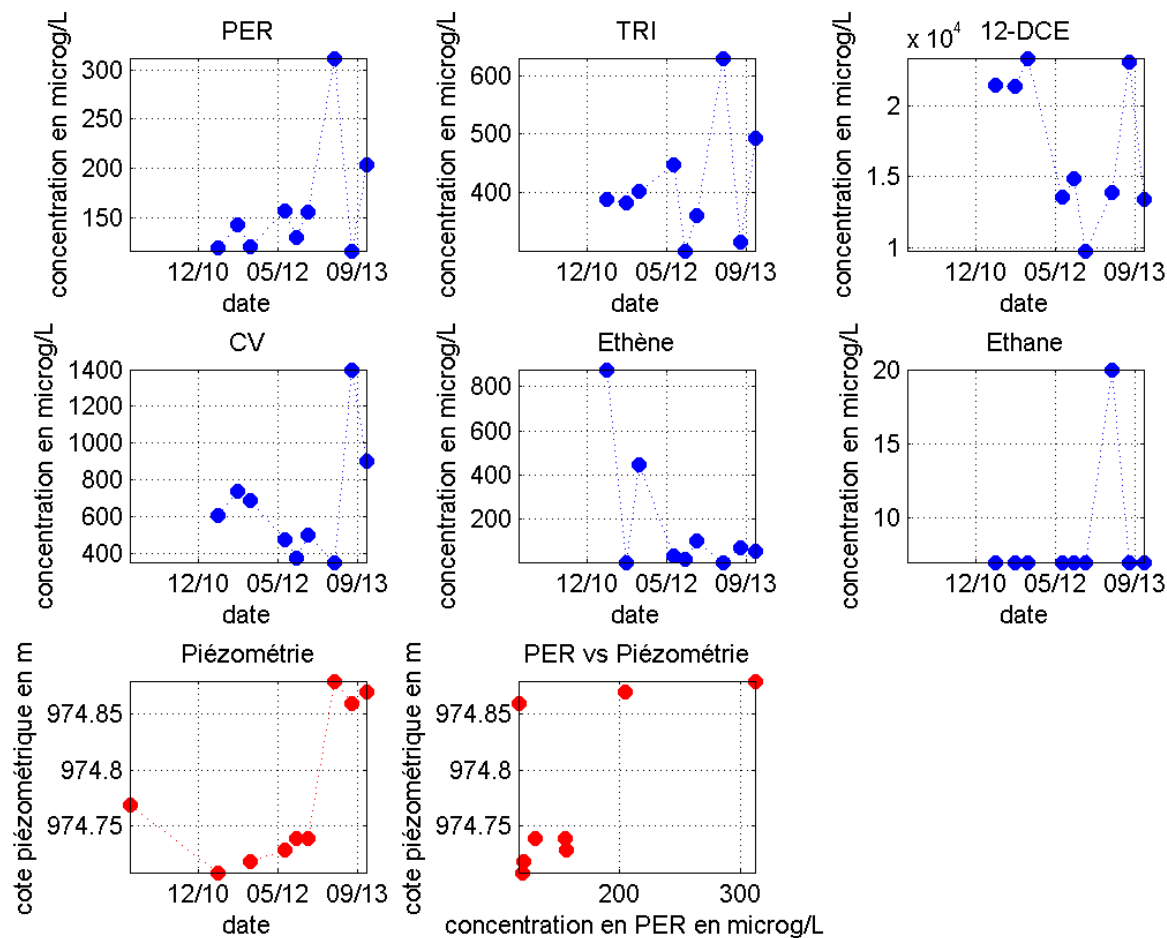 PER
concentration en microg/L
300
250
200
150
12/10 05/12 09/13
date
TRI
concentration en microg/L
600
500
400
12/10 05/12 09/13
date
12-DCE
x 10^4
concentration en microg/L
2
1.5
1
12/10 05/12 09/13
date
CV
concentration en microg/L
1400
1200
1000
800
600
400
12/10 05/12 09/13
date
Ethène
concentration en microg/L
800
600
400
200
12/10 05/12 09/13
date
Ethane
concentration en microg/L
20
15
10
12/10 05/12 09/13
date
Piézométrie
cote piézométrique en m
974.85
974.8
974.75
12/10 05/12 09/13
date
PER vs Piézométrie
cote piézométrique en m
974.85
974.8
974.75
200 300
concentration en PER en microg/L